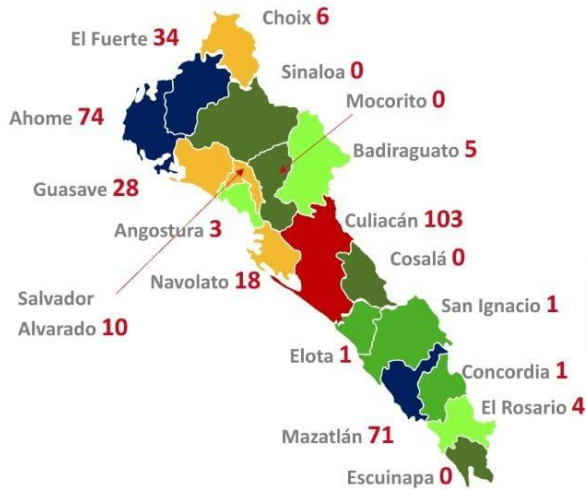 Choix 6
El Fuerte 34
Sinaloa 0
Mocorito 0
Ahome 74
Badiraguato 5
Guasave 28
Culiacán 103
Angostura 3
Cosalá 0
Navolato 18
Salvador
Alvarado 10
San Ignacio 1
Elota 1
Concordia 1
El Rosario 4
Mazatlán 71
Escuinapa 0